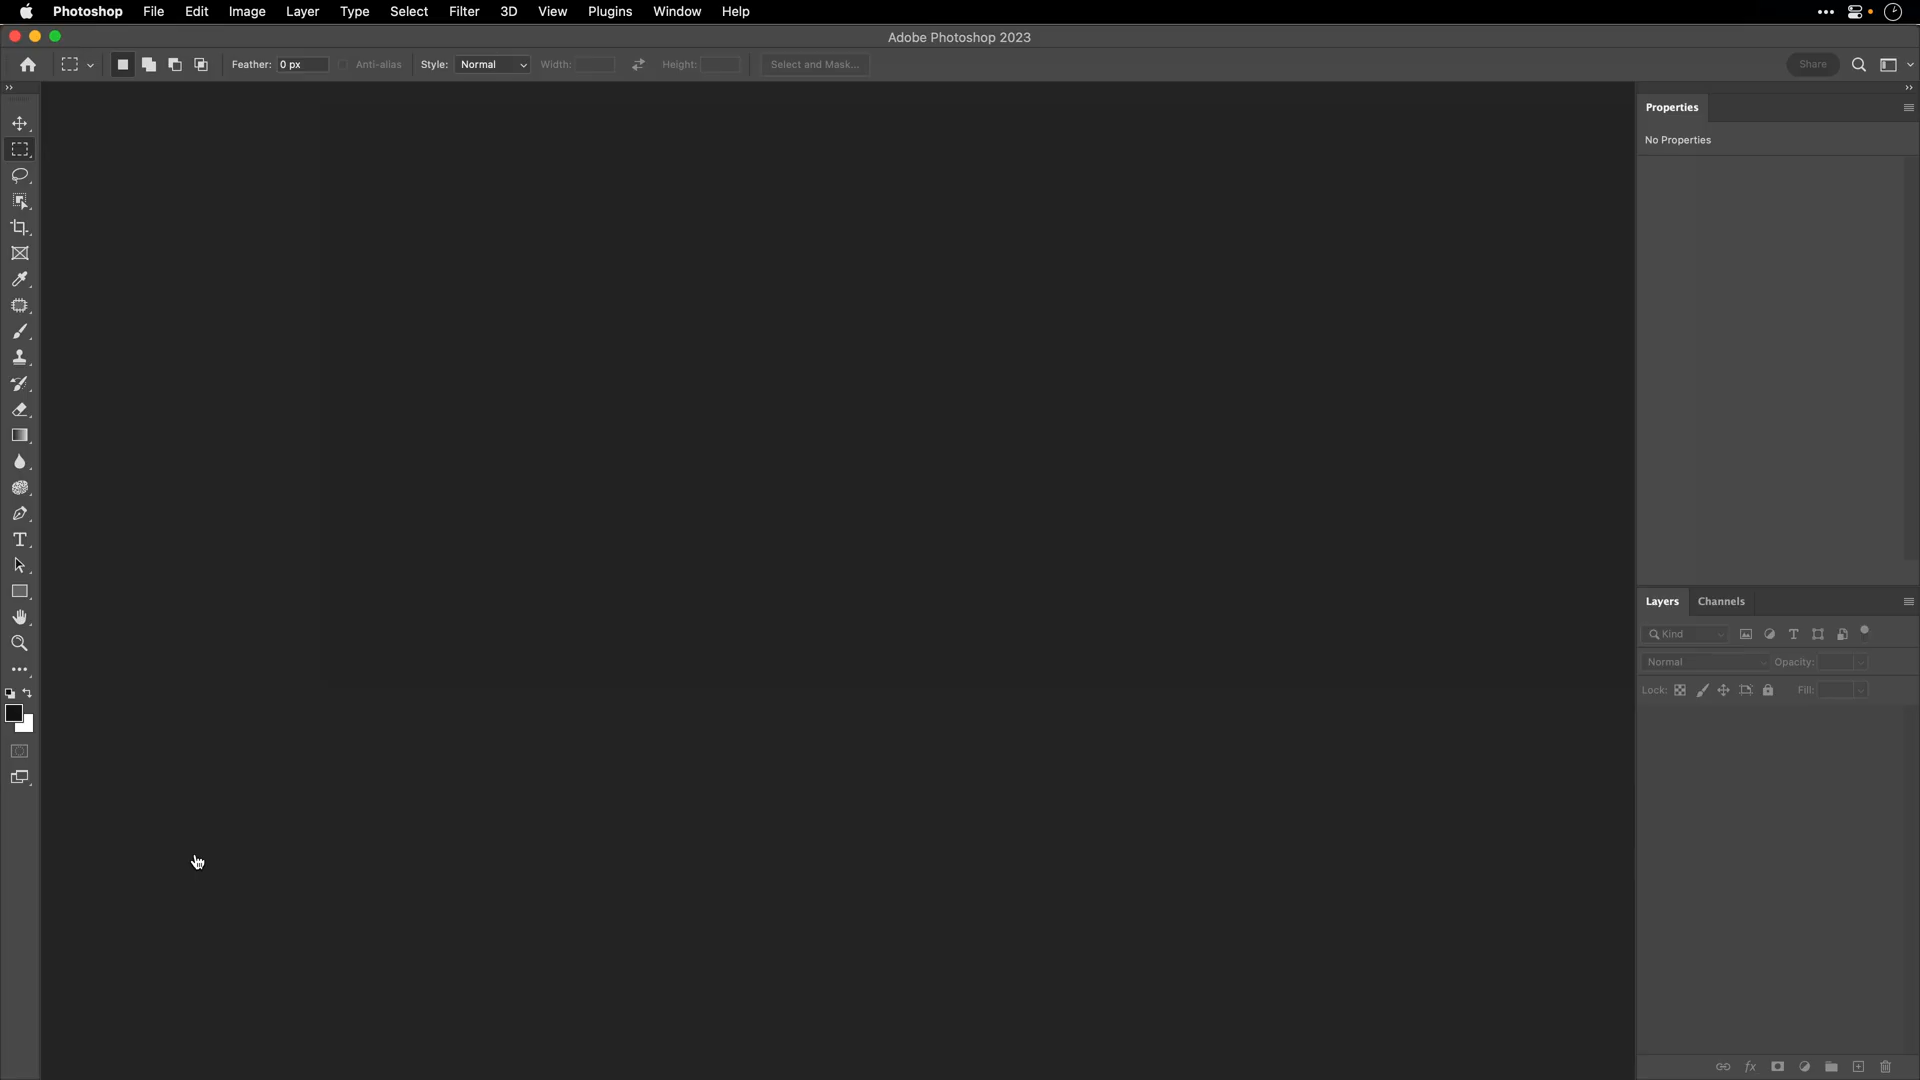 Photoshop File Edit Image Layer Type Select Filter 3D View Plugins Window Help
Adobe Photoshop 2023
Feather: 0 px Anti-alias Style: Normal Width: Height: Select and Mask... Share
Properties
No Properties
Layers Channels
Kind
Normal Opacity:
Lock: Fill: